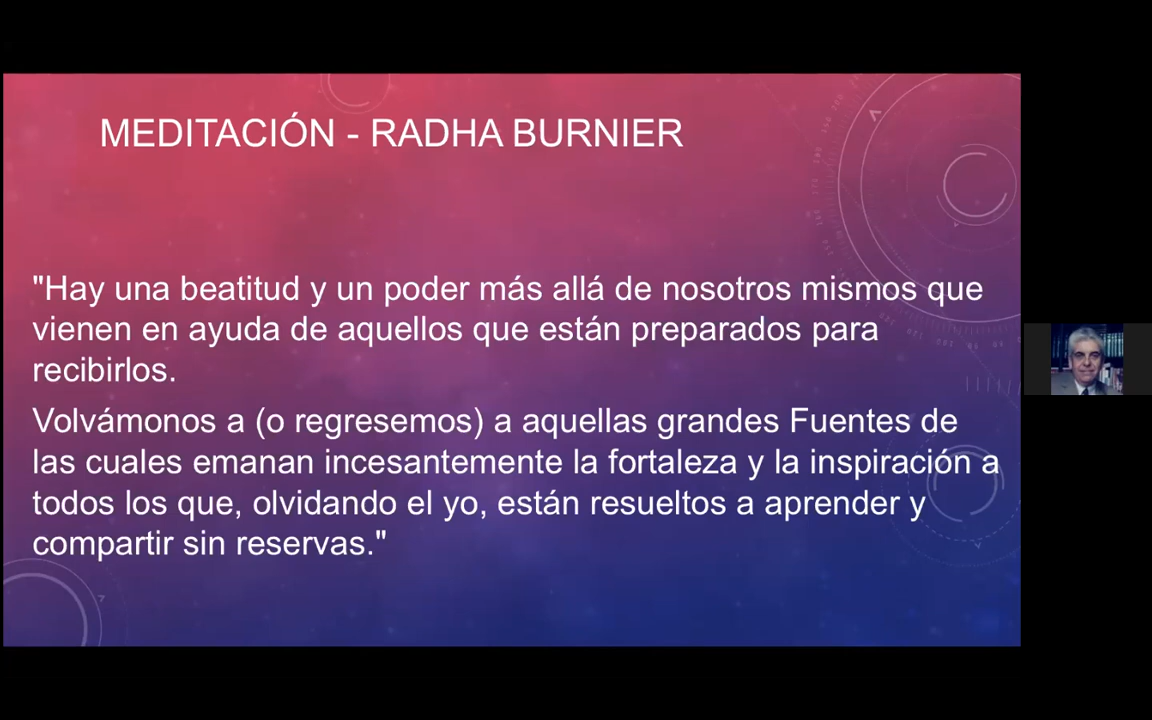 MEDITACIÓN - RADHA BURNIER
"Hay una beatitud y un poder más allá de nosotros mismos que
vienen en ayuda de aquellos que están preparados para
recibirlos.
Volvámonos a (o regresemos) a aquellas grandes Fuentes de
las cuales emanan incesantemente la fortaleza y la inspiración a
todos los que, olvidando el yo, están resueltos a aprender y
compartir sin reservas."